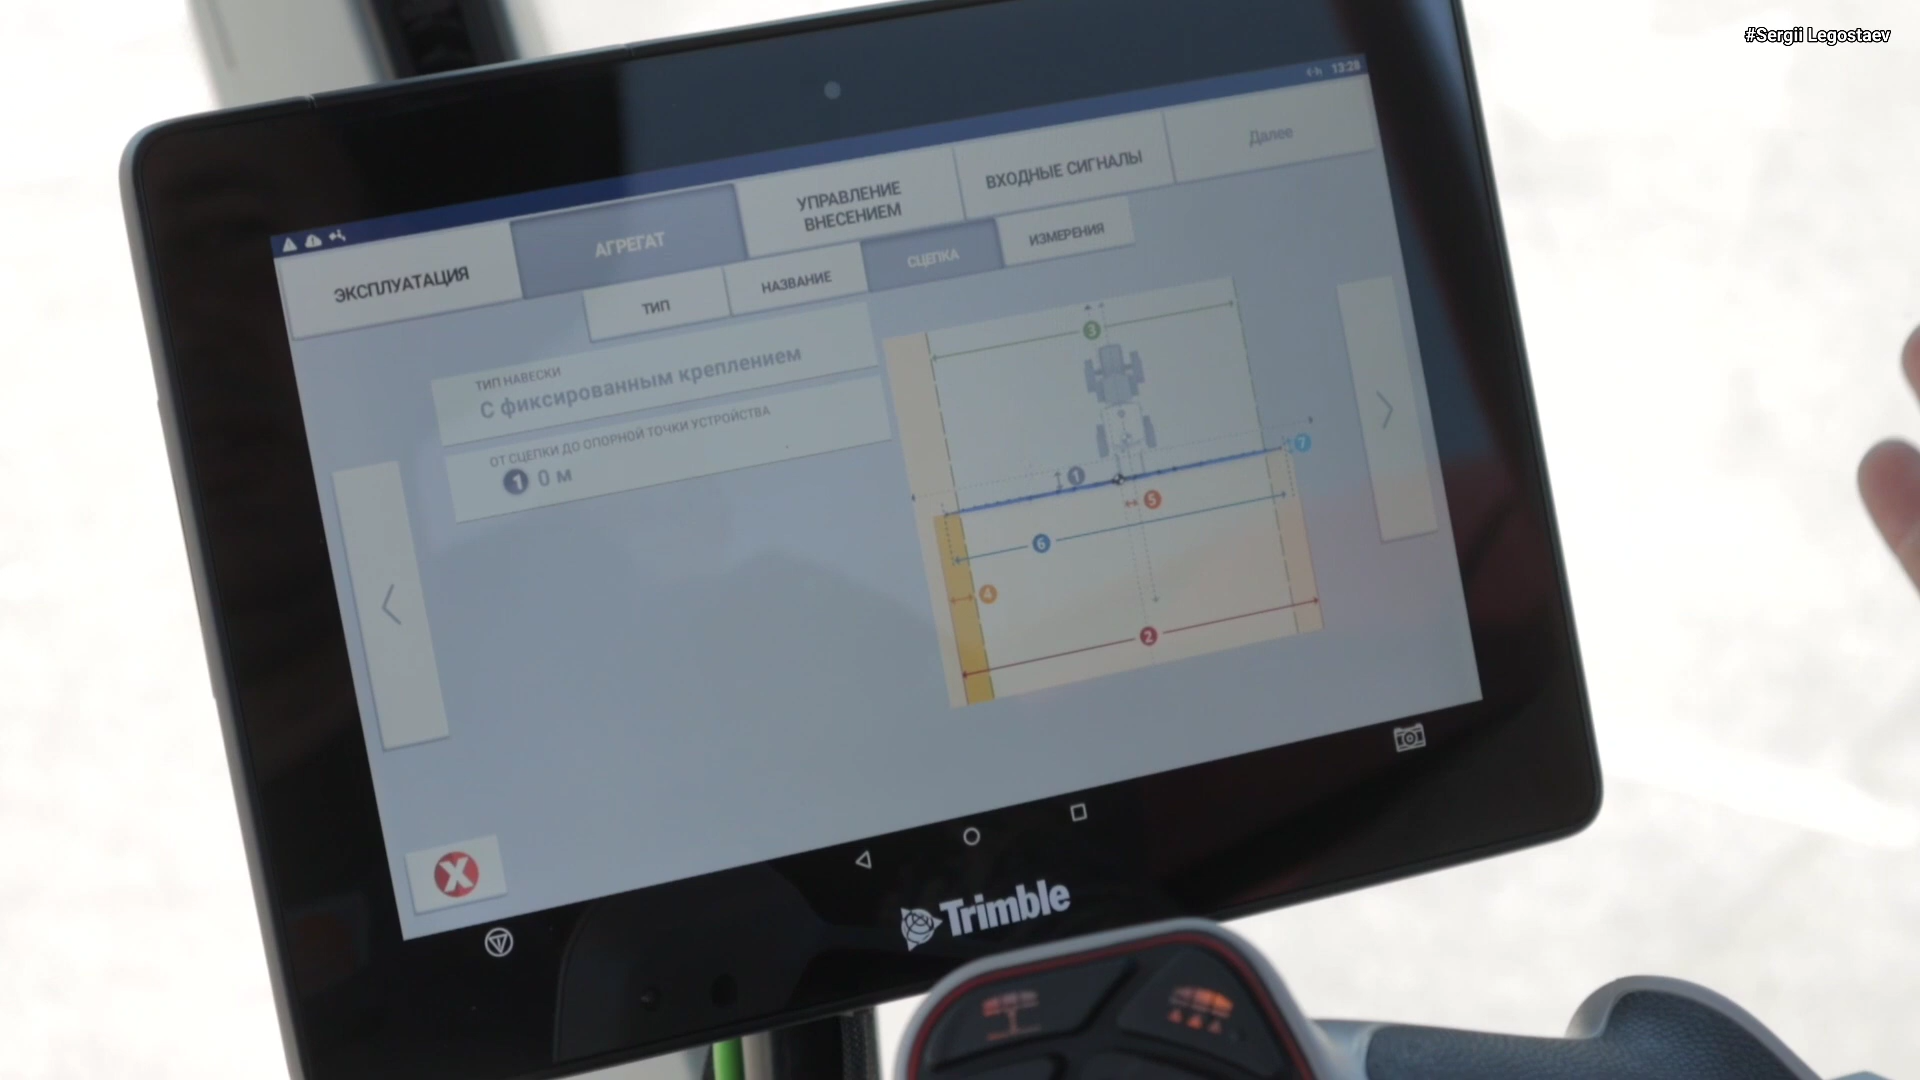 #Sergii Legostaev
13:28
ЭКСПЛУАТАЦИЯ
АГРЕГАТ
УПРАВЛЕНИЕ
ВНЕСЕНИЕМ
ВХОДНЫЕ СИГНАЛЫ
Далее
ТИП
НАЗВАНИЕ
СЦЕПКА
ИЗМЕРЕНИЯ
ТИП НАВЕСКИ
С фиксированным креплением
ОТ СЦЕПКИ ДО ОПОРНОЙ ТОЧКИ УСТРОЙСТВА
1 0 м
3
7
1
5
6
4
2
X
Trimble